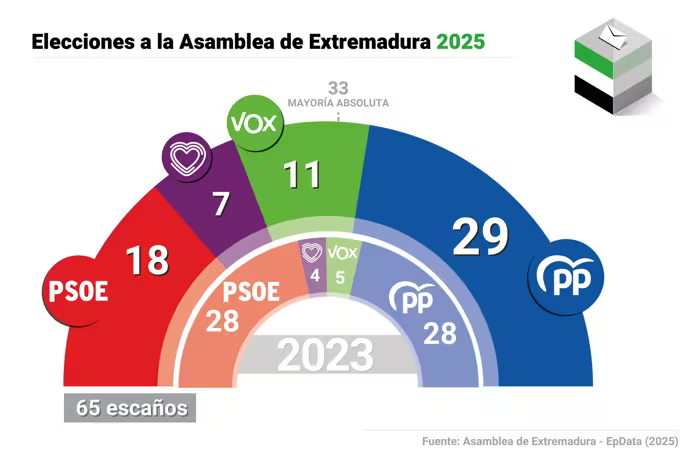 Elecciones a la Asamblea de Extremadura 2025
33
MAYORÍA ABSOLUTA
VOX
11
7
29
18
PSOE
PP
VOX
4
5
PSOE
28
PP
28
2023
65 escaños
Fuente: Asamblea de Extremadura - EpData (2025)